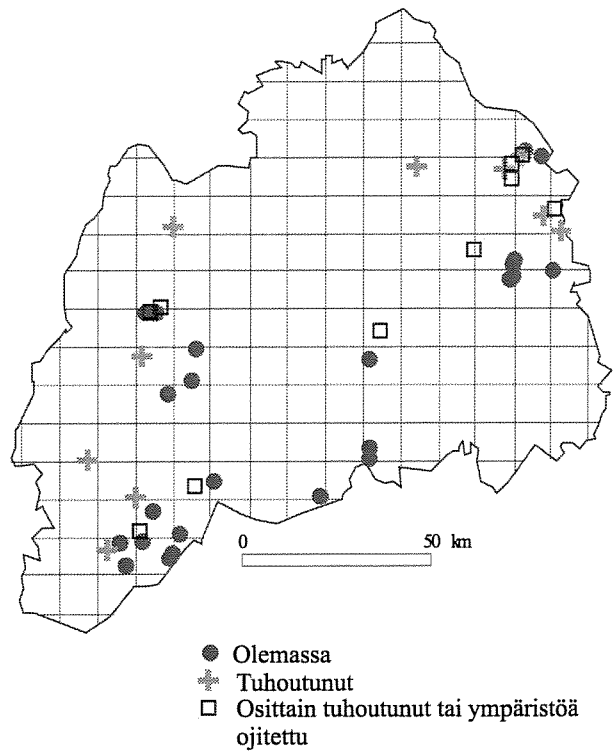 0 50 km
Olemassa
Tuhoutunut
Osittain tuhoutunut tai ympäristöä
ojitettu